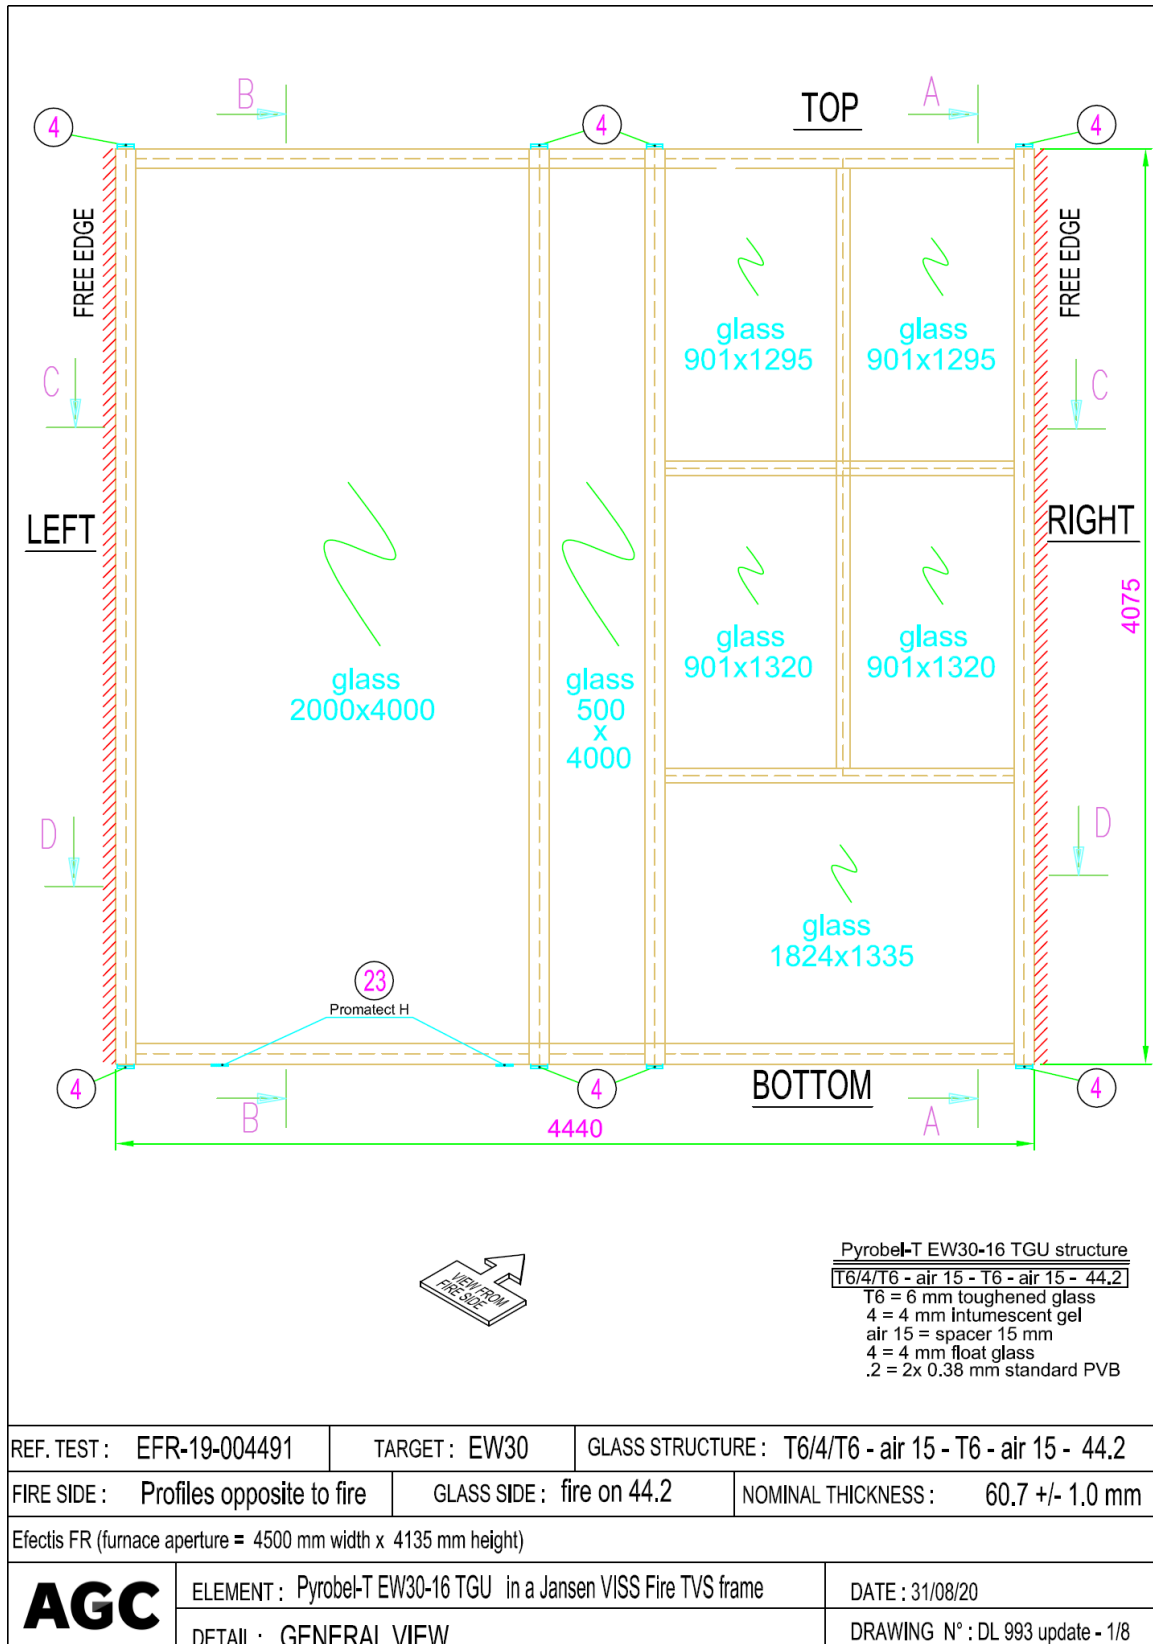 B
A
TOP
4
4
4
FREE EDGE
FREE EDGE
glass
901x1295
glass
901x1295
C
C
LEFT
RIGHT
4075
glass
901x1320
glass
901x1320
glass
2000x4000
glass
500
x
4000
D
D
glass
1824x1335
23
Promatect H
4
4
4
BOTTOM
B
A
4440
VIEW FROM
FIRE SIDE
Pyrobel-T EW30-16 TGU structure
T6/4/T6 - air 15 - T6 - air 15 - 44.2
T6 = 6 mm toughened glass
4 = 4 mm intumescent gel
air 15 = spacer 15 mm
4 = 4 mm float glass
.2 = 2x 0.38 mm standard PVB
REF. TEST : EFR-19-004491 TARGET : EW30 GLASS STRUCTURE : T6/4/T6 - air 15 - T6 - air 15 - 44.2
FIRE SIDE : Profiles opposite to fire GLASS SIDE : fire on 44.2 NOMINAL THICKNESS : 60.7 +/- 1.0 mm
Efectis FR (furnace aperture = 4500 mm width x 4135 mm height)
AGC
ELEMENT : Pyrobel-T EW30-16 TGU in a Jansen VISS Fire TVS frame
DATE : 31/08/20
DETAIL : GENERAL VIEW
DRAWING N° : DL 993 update - 1/8